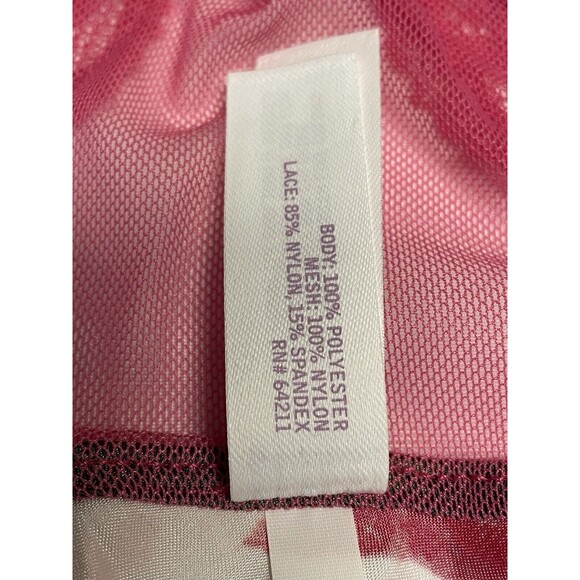 BODY: 100% POLYESTER
MESH: 100% NYLON
LACE: 85% NYLON, 15% SPANDEX
RN# 64211